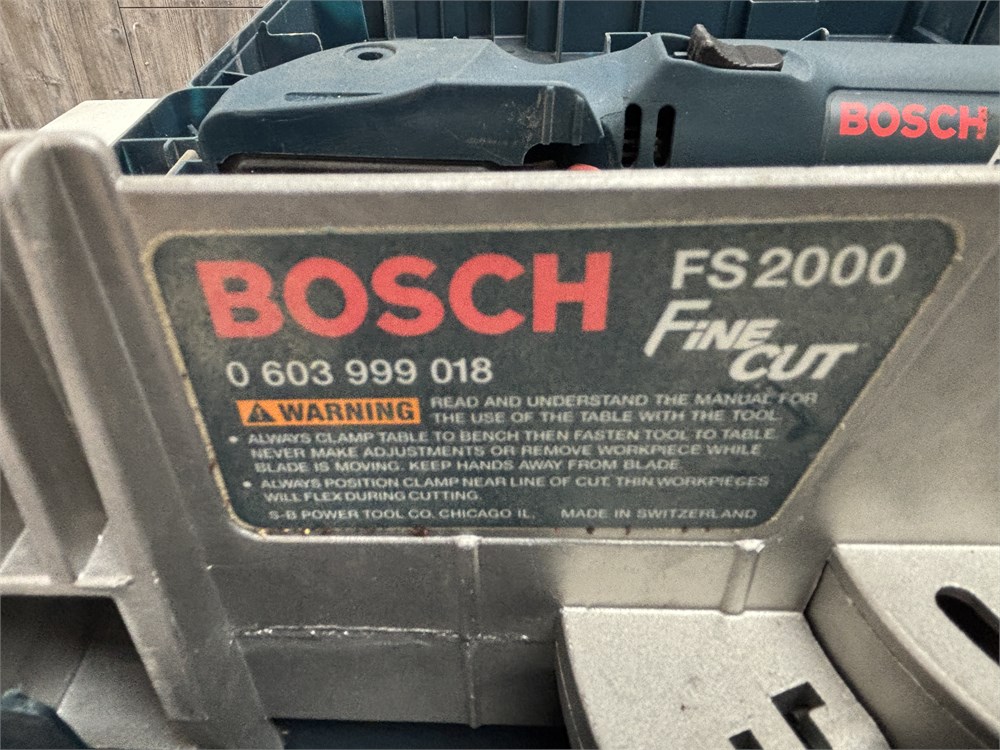 BOSCH
BOSCH FS 2000
FiNE CUT
0 603 999 018
WARNING READ AND UNDERSTAND THE MANUAL FOR
THE USE OF THE TABLE WITH THE TOOL
• ALWAYS CLAMP TABLE TO BENCH THEN FASTEN TOOL TO TABLE.
NEVER MAKE ADJUSTMENTS OR REMOVE WORKPIECE WHILE
BLADE IS MOVING. KEEP HANDS AWAY FROM BLADE.
• ALWAYS POSITION CLAMP NEAR LINE OF CUT. THIN WORKPIECES
WILL FLEX DURING CUTTING.
S-B POWER TOOL CO. CHICAGO IL. MADE IN SWITZERLAND